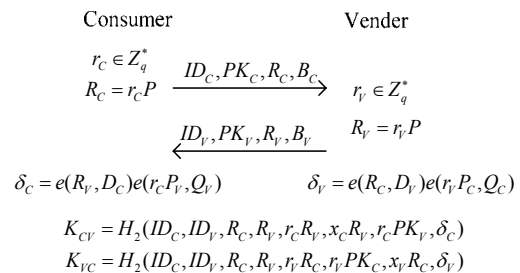 Consumer Vender
r_C ∈ Z_q^*
R_C = r_C P
ID_C, PK_C, R_C, B_C
r_V ∈ Z_q^*
R_V = r_V P
ID_V, PK_V, R_V, B_V
δ_C = e(R_V, D_C)e(r_C P_V, Q_V) δ_V = e(R_C, D_V)e(r_V P_C, Q_C)
K_CV = H_2(ID_C, ID_V, R_C, R_V, r_C R_V, x_C R_V, r_C PK_V, δ_C)
K_VC = H_2(ID_C, ID_V, R_C, R_V, r_V R_C, r_V PK_C, x_V R_C, δ_V)